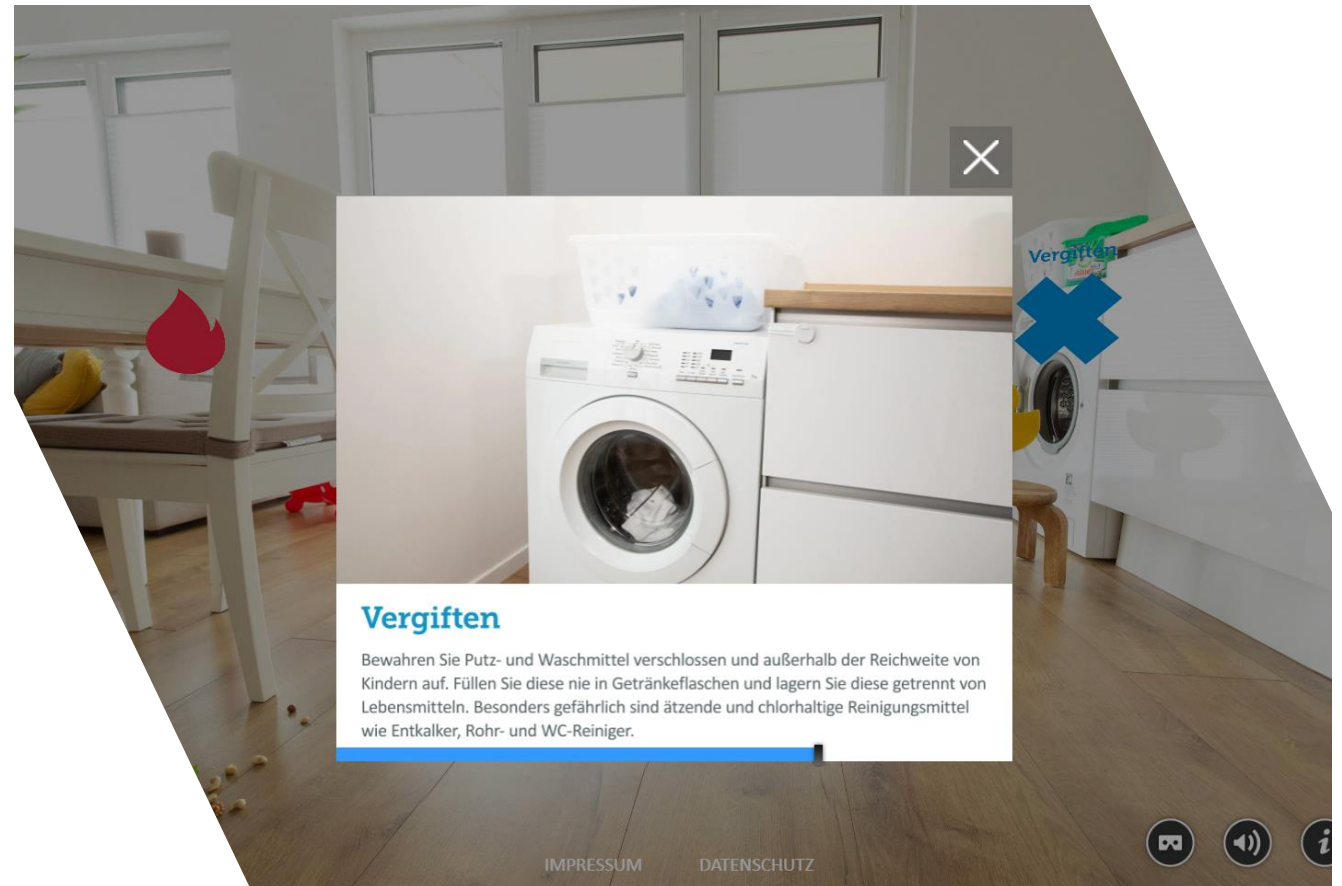 Vergiften
Vergiften
Bewahren Sie Putz- und Waschmittel verschlossen und außerhalb der Reichweite von
Kindern auf. Füllen Sie diese nie in Getränkeflaschen und lagern Sie diese getrennt von
Lebensmitteln. Besonders gefährlich sind ätzende und chlorhaltige Reinigungsmittel
wie Entkalker, Rohr- und WC-Reiniger.
IMPRESSUM
DATENSCHUTZ
i